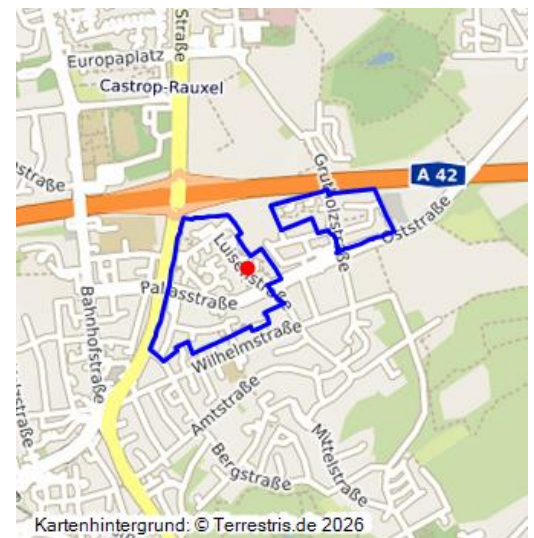 Straße
Europaplatz
Castrop-Rauxel
A 42
straße
Grutholzstraße
Oststraße
Luisenstraße
Pallasstraße
Bahnhofstraße
Wilhelmstraße
Amtstraße
Mittelstraße
Bergstraße
Kartenhintergrund: © Terrestris.de 2026